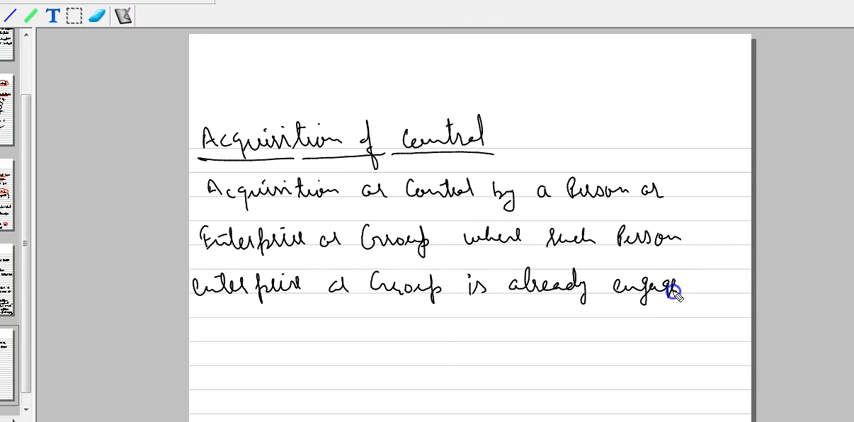 T
Acquisition of Control
Acquisition or Control by a Person or
Enterprise or Group where such Person
enterprise or Group is already engage